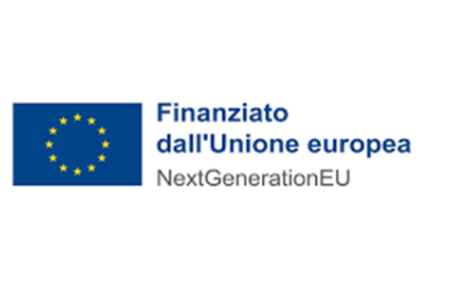 Finanziato
dall'Unione europea
NextGenerationEU